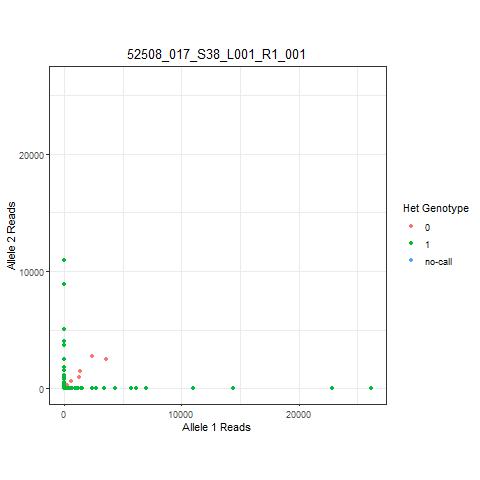 52508_017_S38_L001_R1_001
Allele 2 Reads
20000
10000
0
0
10000
20000
Allele 1 Reads
Het Genotype
0
1
no-call